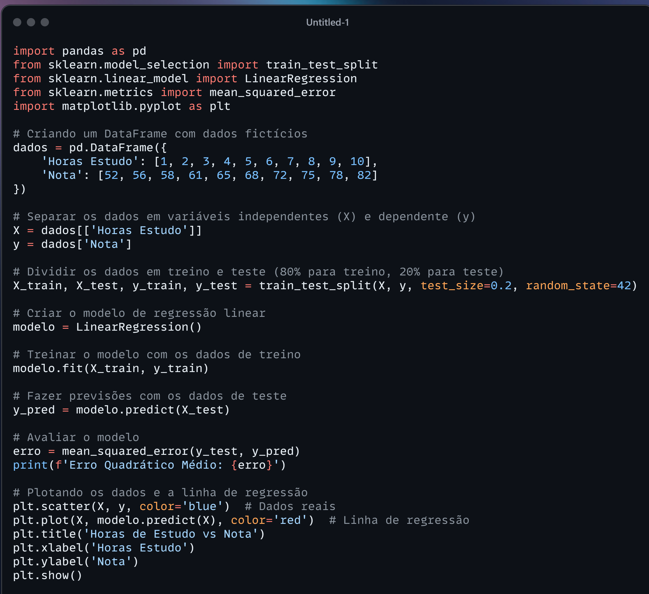 Untitled-1
import pandas as pd
from sklearn.model_selection import train_test_split
from sklearn.linear_model import LinearRegression
from sklearn.metrics import mean_squared_error
import matplotlib.pyplot as plt
# Criando um DataFrame com dados fictícios
dados = pd.DataFrame({
    'Horas Estudo': [1, 2, 3, 4, 5, 6, 7, 8, 9, 10],
    'Nota': [52, 56, 58, 61, 65, 68, 72, 75, 78, 82]
})
# Separar os dados em variáveis independentes (X) e dependente (y)
X = dados[['Horas Estudo']]
y = dados['Nota']
# Dividir os dados em treino e teste (80% para treino, 20% para teste)
X_train, X_test, y_train, y_test = train_test_split(X, y, test_size=0.2, random_state=42)
# Criar o modelo de regressão linear
modelo = LinearRegression()
# Treinar o modelo com os dados de treino
modelo.fit(X_train, y_train)
# Fazer previsões com os dados de teste
y_pred = modelo.predict(X_test)
# Avaliar o modelo
erro = mean_squared_error(y_test, y_pred)
print(f'Erro Quadrático Médio: {erro}')
# Plotando os dados e a linha de regressão
plt.scatter(X, y, color='blue')  # Dados reais
plt.plot(X, modelo.predict(X), color='red')  # Linha de regressão
plt.title('Horas de Estudo vs Nota')
plt.xlabel('Horas Estudo')
plt.ylabel('Nota')
plt.show()